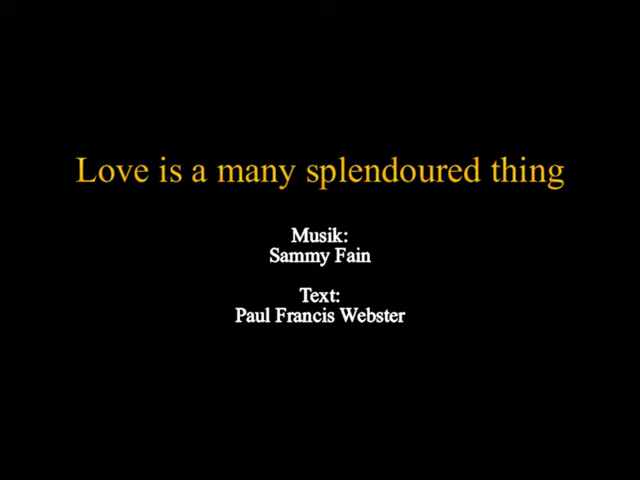 Love is a many splendoured thing
Musik:
Sammy Fain
Text:
Paul Francis Webster